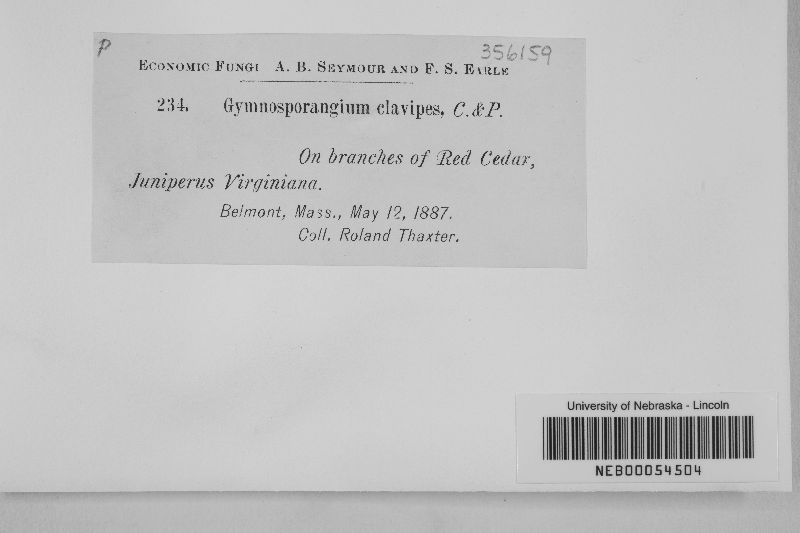 P
356159
Economic Fungi A. B. Seymour and F. S. Earle
234. Gymnosporangium clavipes, C. & P.
On branches of Red Cedar,
Juniperus Virginiana.
Belmont, Mass., May 12, 1887.
Coll. Roland Thaxter.
University of Nebraska - Lincoln
NEB00054504